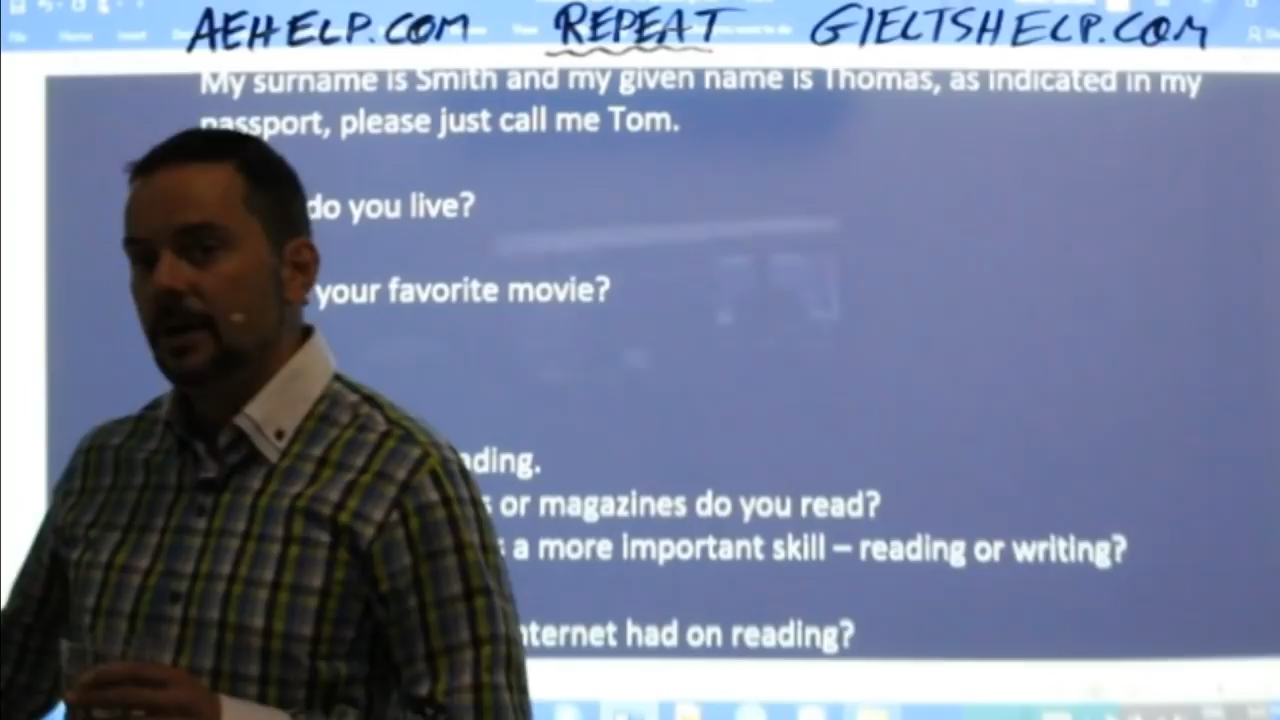 AEHELP.COM REPEAT GIELTSHELP.COM
My surname is Smith and my given name is Thomas, as indicated in my
passport, please just call me Tom.
do you live?
your favorite movie?
or magazines do you read?
a more important skill – reading or writing?
had on reading?